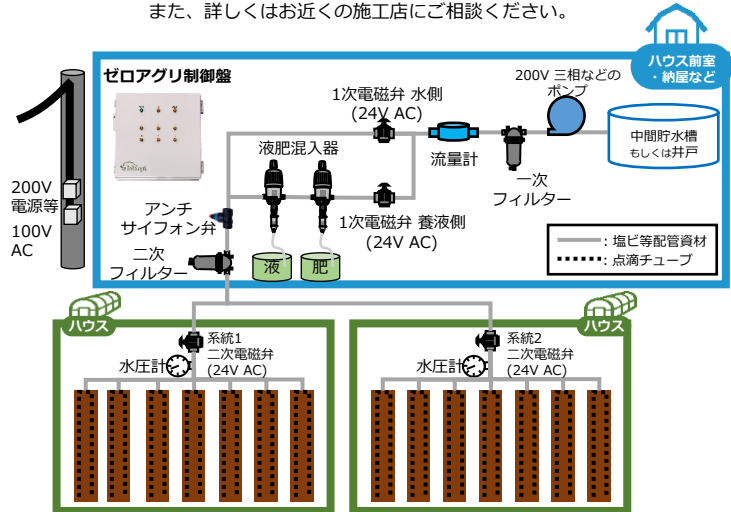 また、詳しくはお近くの施工店にご相談ください。
ハウス前室
・納屋など
ゼロアグリ制御盤
200V 三相などの
ポンプ
1次電磁弁 水側
(24V AC)
中間貯水槽
もしくは井戸
液肥混入器
流量計
一次
フィルター
200V
電源等
100V
AC
アンチ
サイフォン弁
1次電磁弁 養液側
(24V AC)
二次
フィルター
液
肥
: 塩ビ等配管資材
: 点滴チューブ
ハウス
系統1
二次電磁弁
(24V AC)
水圧計
ハウス
系統2
二次電磁弁
(24V AC)
水圧計